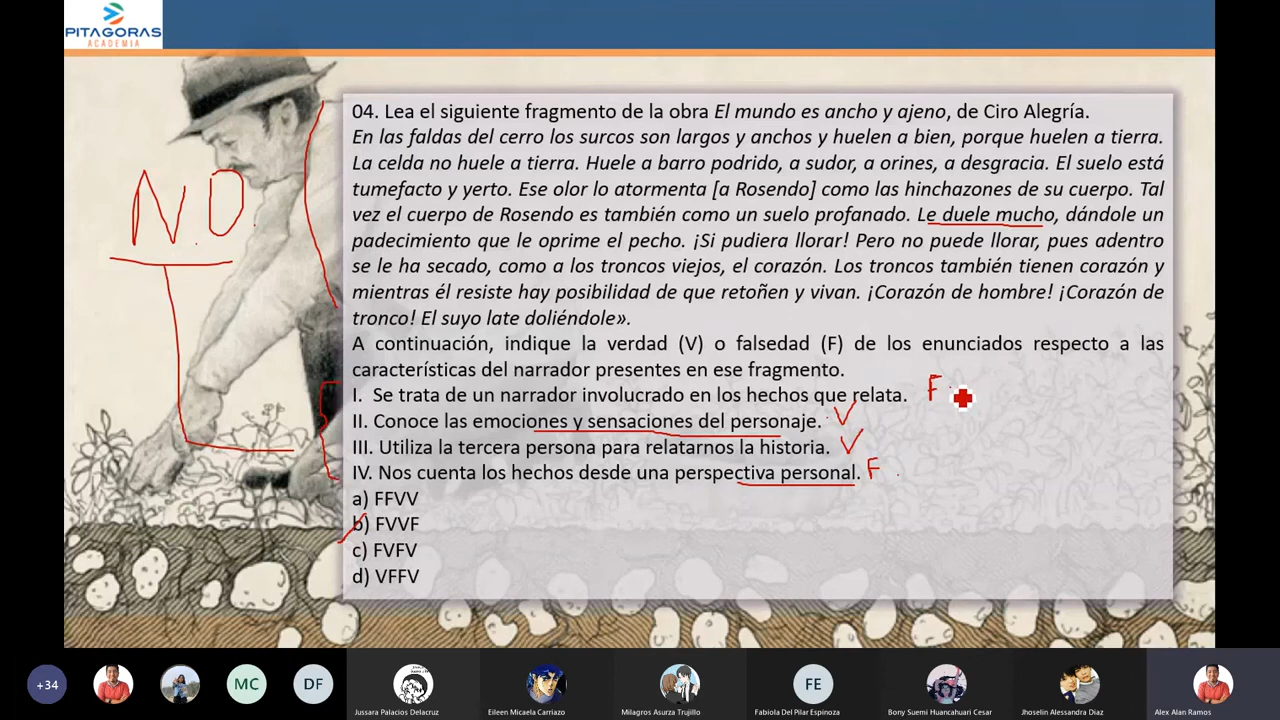 PITAGORAS
ACADEMIA
04. Lea el siguiente fragmento de la obra El mundo es ancho y ajeno, de Ciro Alegría.
En las faldas del cerro los surcos son largos y anchos y huelen a bien, porque huelen a tierra.
La celda no huele a tierra. Huele a barro podrido, a sudor, a orines, a desgracia. El suelo está
tumefacto y yerto. Ese olor lo atormenta [a Rosendo] como las hinchazones de su cuerpo. Tal
vez el cuerpo de Rosendo es también como un suelo profanado. Le duele mucho, dándole un
padecimiento que le oprime el pecho. ¡Si pudiera llorar! Pero no puede llorar, pues adentro
se le ha secado, como a los troncos viejos, el corazón. Los troncos también tienen corazón y
mientras él resiste hay posibilidad de que retoñen y vivan. ¡Corazón de hombre! ¡Corazón de
tronco! El suyo late doliéndole».
A continuación, indique la verdad (V) o falsedad (F) de los enunciados respecto a las
características del narrador presentes en ese fragmento.
I. Se trata de un narrador involucrado en los hechos que relata. F
II. Conoce las emociones y sensaciones del personaje. V
III. Utiliza la tercera persona para relatarnos la historia. V
IV. Nos cuenta los hechos desde una perspectiva personal. F
a) FFVV
b) FVVF
c) FVFV
d) VFFV
N.O.
+34
MC
DF
FE
Jussara Palacios Delacruz
Eileen Micaela Carriazo
Milagros Asurza Trujillo
Fabiola Del Pilar Espinoza
Bony Suemi Huancahuari Cesar
Jhoselin Alessandra Diaz
Alex Alan Ramos